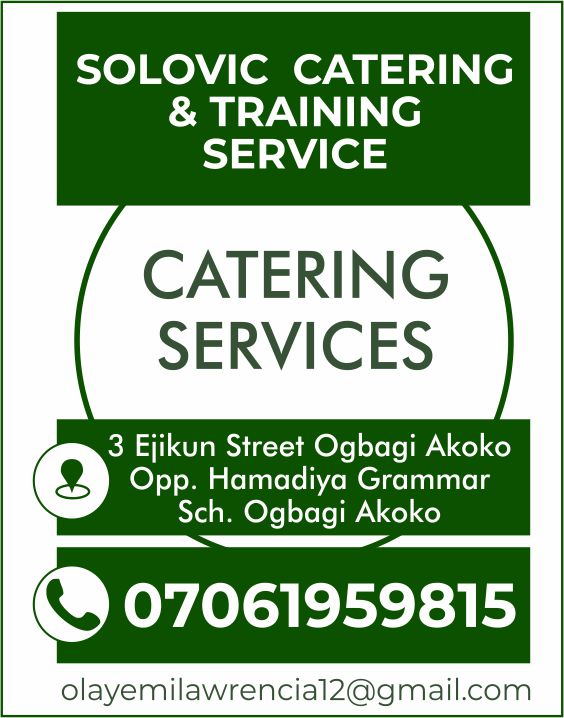 SOLOVIC CATERING
& TRAINING
SERVICE
CATERING
SERVICES
3 Ejikun Street Ogbagi Akoko
Opp. Hamadiya Grammar
Sch. Ogbagi Akoko
07061959815
olayemilawrencia12@gmail.com